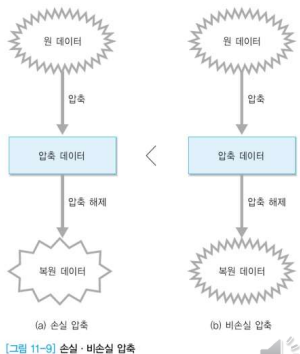 원 데이터
원 데이터
압축
압축
압축 데이터
<
압축 데이터
압축 해제
압축 해제
복원 데이터
복원 데이터
(a) 손실 압축
(b) 비손실 압축
[그림 11-9] 손실 · 비손실 압축